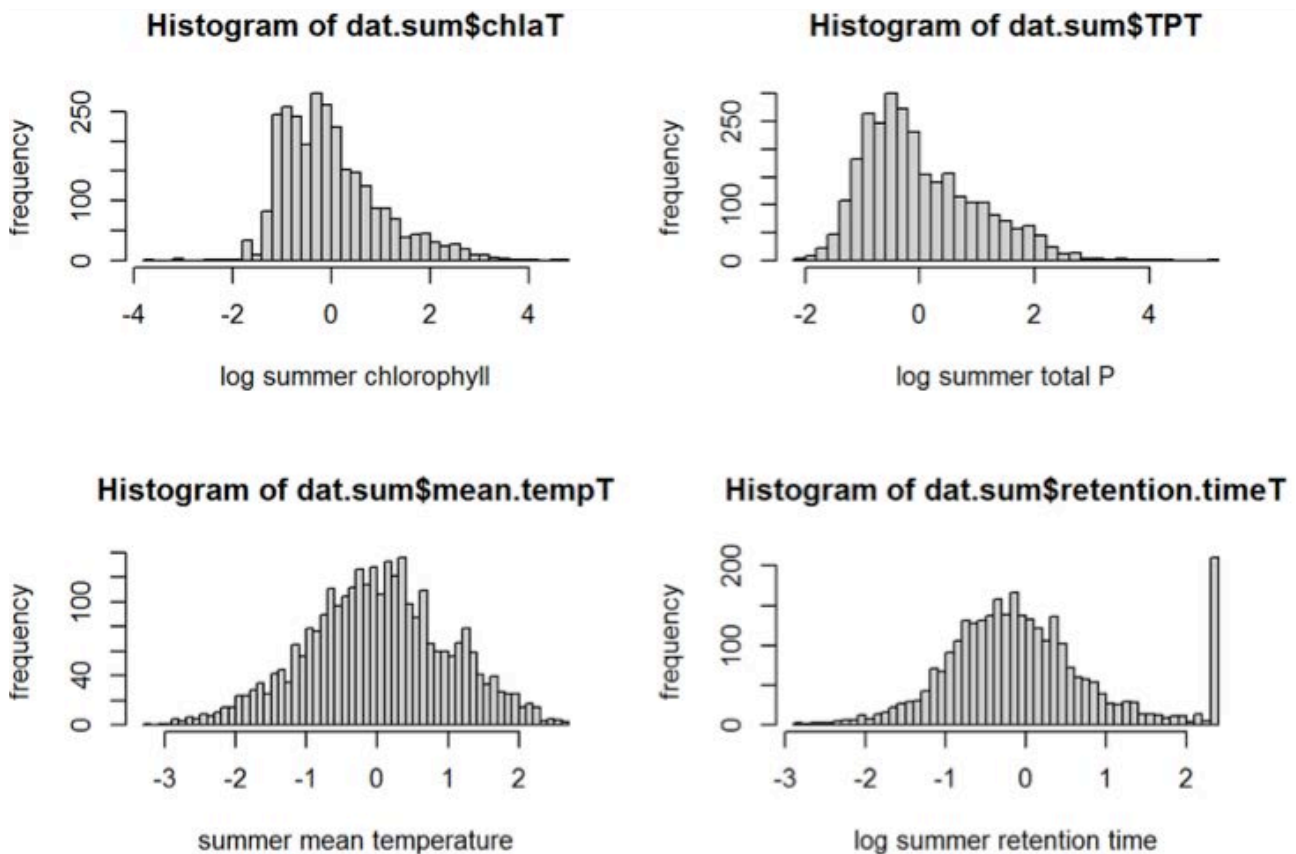 Histogram of dat.sum$chlaT
frequency
0 100 250
-4 -2 0 2 4
log summer chlorophyll
Histogram of dat.sum$TPT
frequency
0 100 250
-2 0 2 4
log summer total P
Histogram of dat.sum$mean.tempT
frequency
0 40 100
-3 -2 -1 0 1 2
summer mean temperature
Histogram of dat.sum$retention.timeT
frequency
0 100 200
-3 -2 -1 0 1 2
log summer retention time